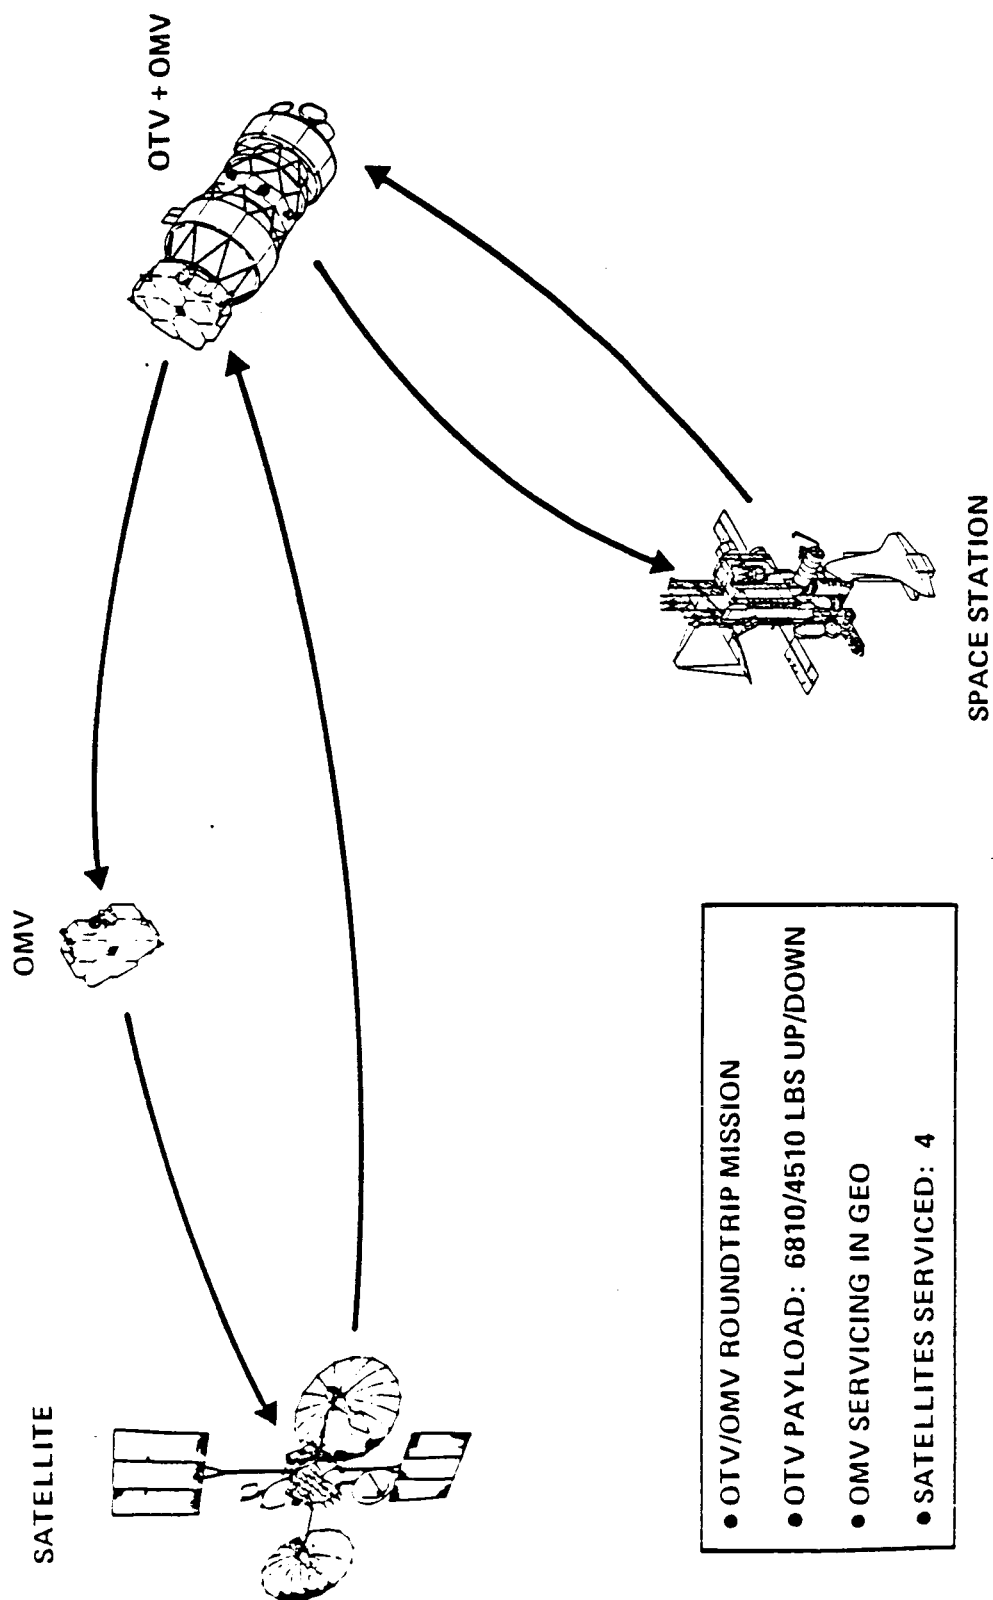 SATELLITE
OMV
OTV + OMV
SPACE STATION
● OTV/OMV ROUNDTRIP MISSION
● OTV PAYLOAD: 6810/4510 LBS UP/DOWN
● OMV SERVICING IN GEO
● SATELLITES SERVICED: 4